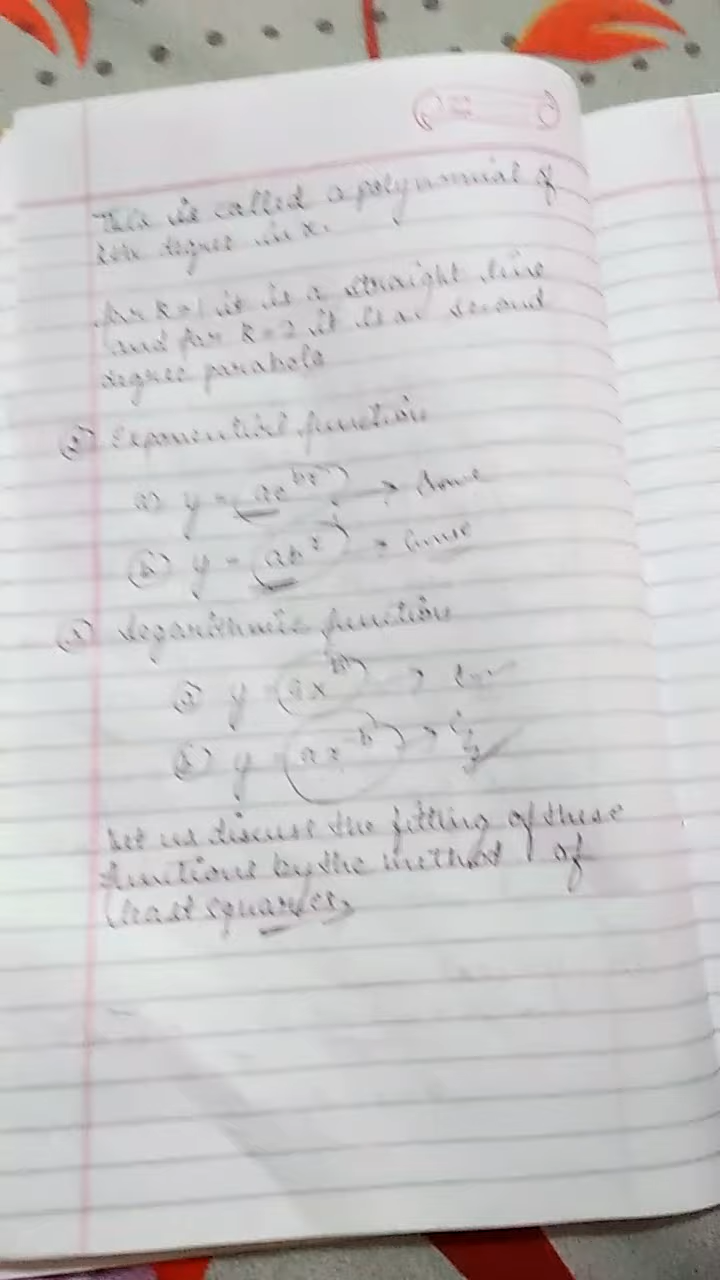 This is called a polynomial of
kth degree in x.
for k=1 it is a straight line
and for k=2 it is a second
degree parabola
② Exponential function
a) y = ae^bx →
(b) y = ab^x → curve
③ Logarithmic function
a) y = ax^b →
(b) y = ax^-b →
Let us discuss the fitting of these
functions by the method of
least squares